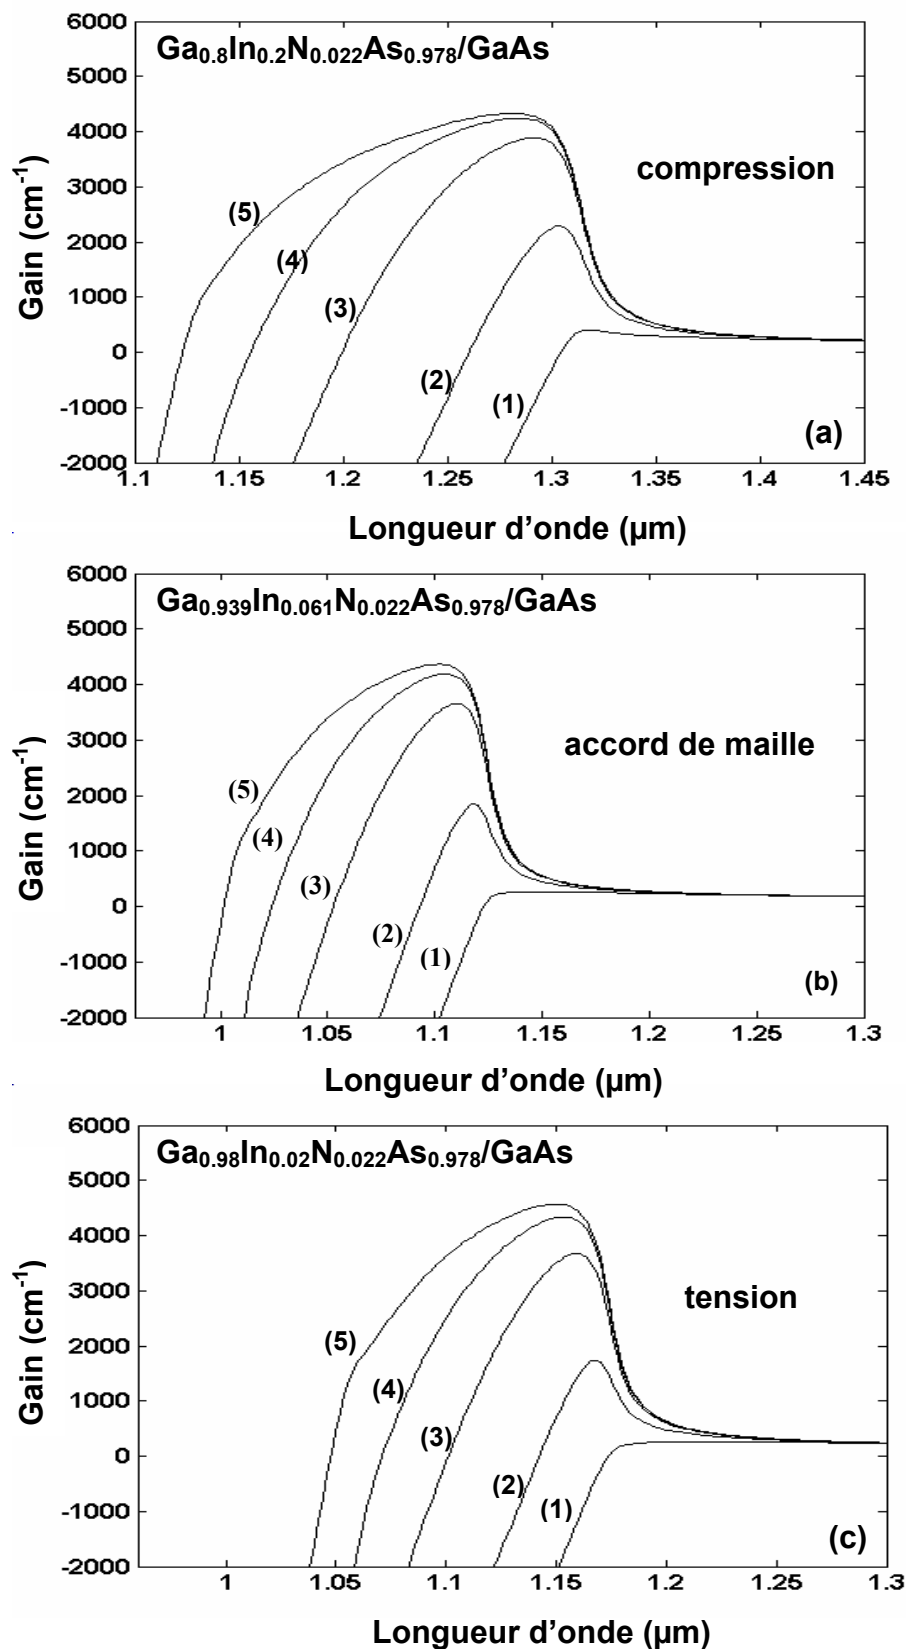 6000
Ga0.8In0.2N0.022As0.978/GaAs
5000
4000
compression
3000
(5)
2000
(4)
1000
(3)
0
(2)
(1)
-1000
(a)
-2000
Gain (cm-1)
1.1 1.15 1.2 1.25 1.3 1.35 1.4 1.45
Longueur d’onde (µm)
6000
Ga0.939In0.061N0.022As0.978/GaAs
5000
4000
accord de maille
3000
(5)
2000
(4)
1000
(3)
0
(2)
(1)
-1000
(b)
-2000
Gain (cm-1)
1 1.05 1.1 1.15 1.2 1.25 1.3
Longueur d’onde (µm)
6000
Ga0.98In0.02N0.022As0.978/GaAs
5000
4000
3000
tension
(5)
2000
(4)
1000
(3)
0
(2)
(1)
-1000
(c)
-2000
Gain (cm-1)
1 1.05 1.1 1.15 1.2 1.25 1.3
Longueur d’onde (µm)